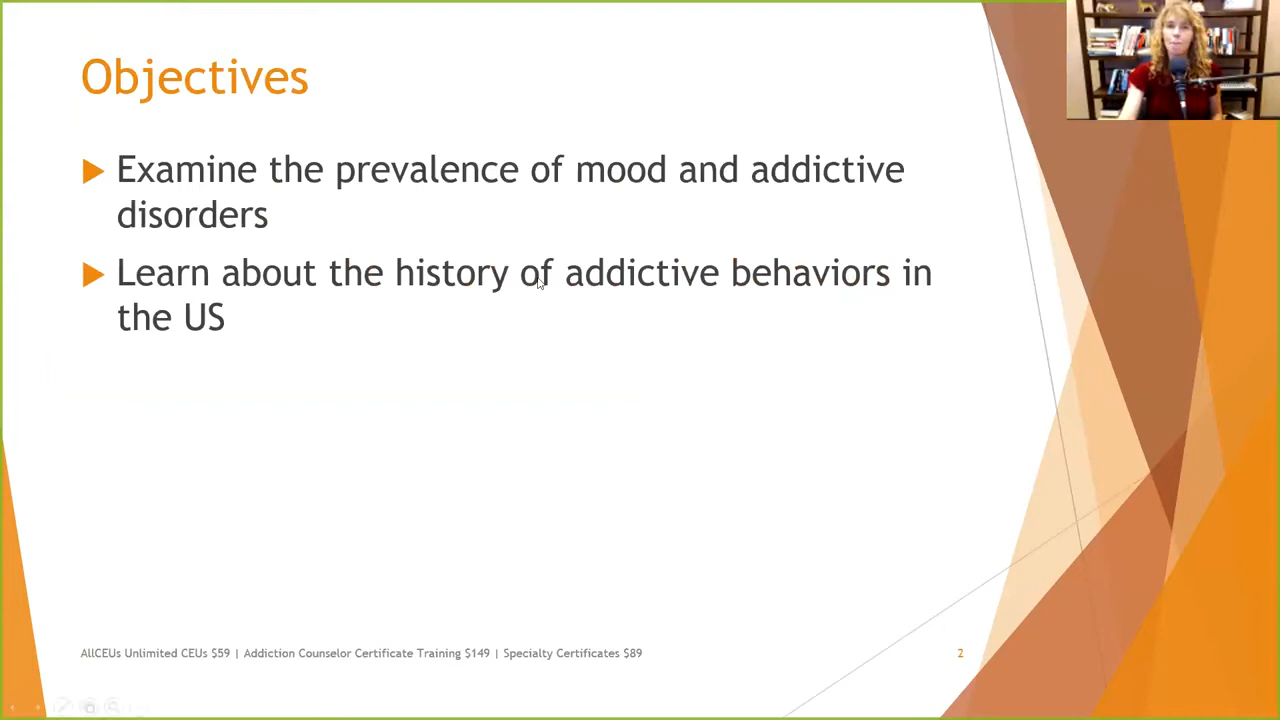 Objectives
Examine the prevalence of mood and addictive
disorders
Learn about the history of addictive behaviors in
the US
AllCEUs Unlimited CEUs $59 | Addiction Counselor Certificate Training $149 | Specialty Certificates $89
2